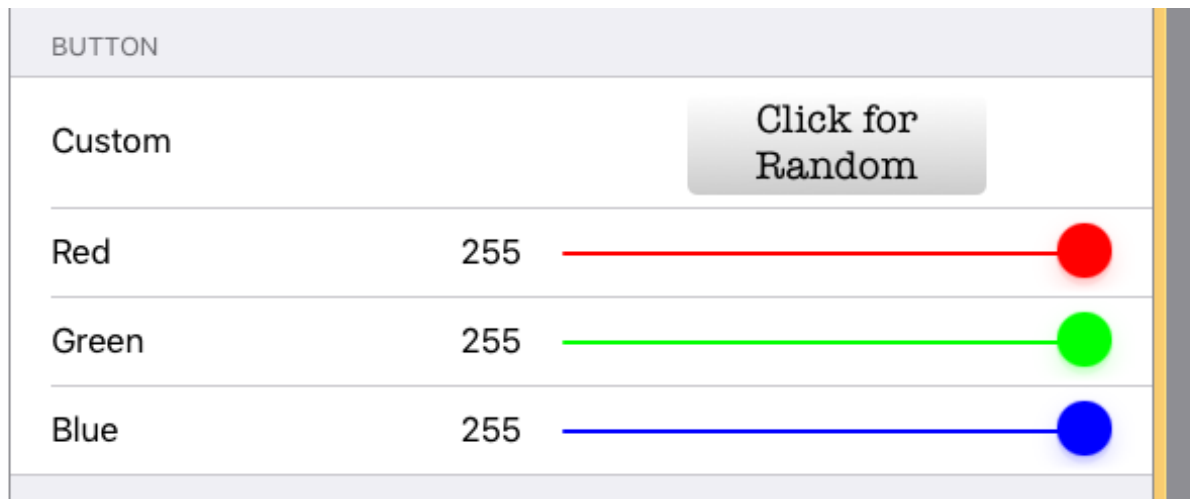 BUTTON
Custom
Click for
Random
Red 255
Green 255
Blue 255